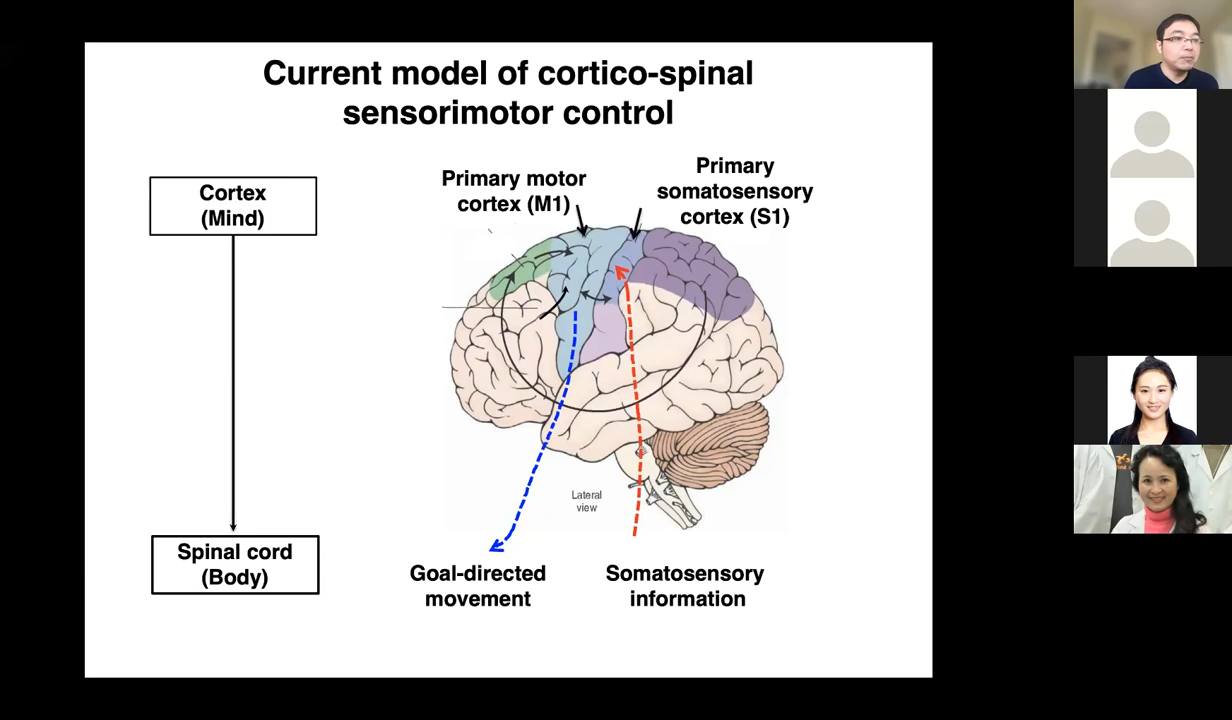 Current model of cortico-spinal
sensorimotor control
Cortex
(Mind)
Spinal cord
(Body)
Primary motor
cortex (M1)
Primary
somatosensory
cortex (S1)
Lateral
view
Goal-directed
movement
Somatosensory
information